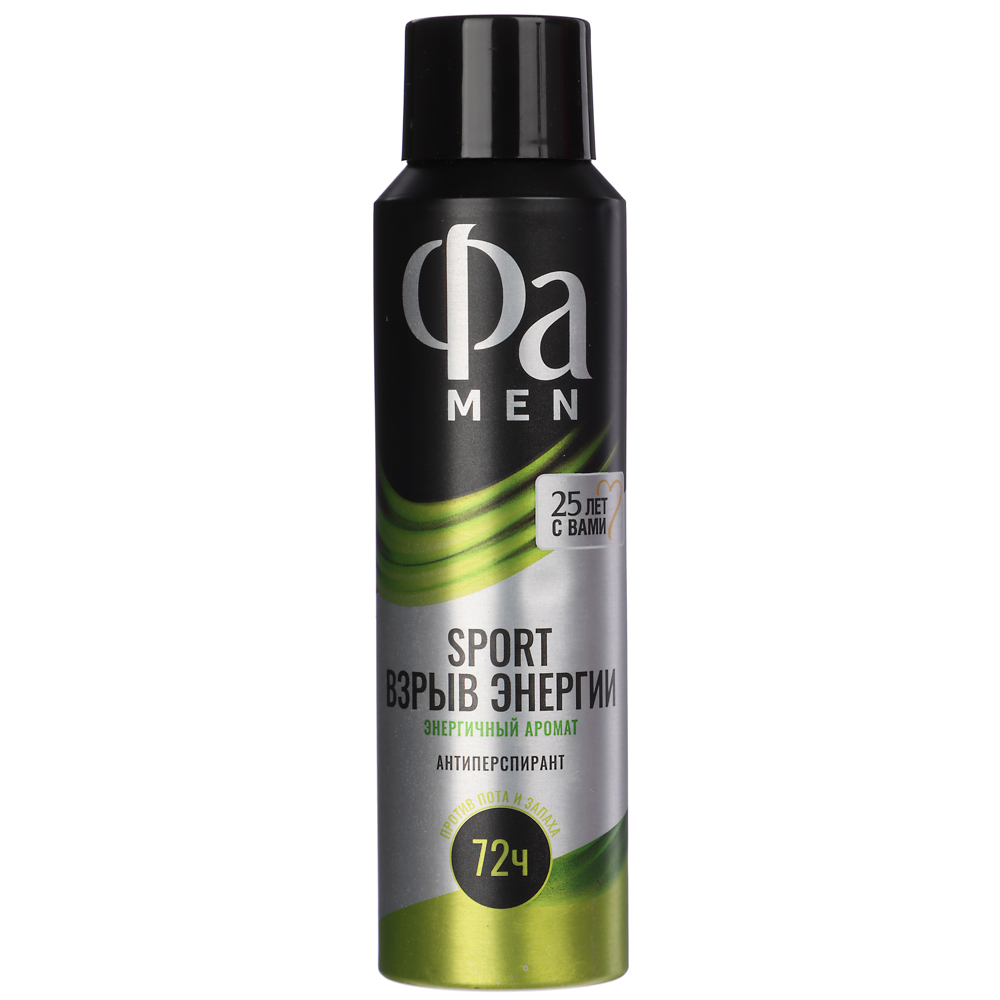 Фа
MEN
25 ЛЕТ
С ВАМИ
SPORT
ВЗРЫВ ЭНЕРГИИ
ЭНЕРГИЧНЫЙ АРОМАТ
АНТИПЕРСПИРАНТ
ПРОТИВ ПОТА И ЗАПАХА
72ч